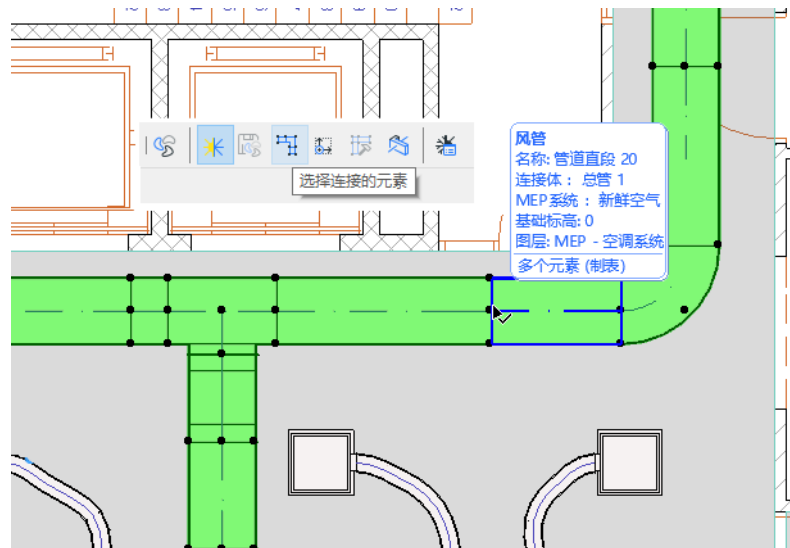 选择连接的元素
风管
名称: 管道直段 20
连接体： 总管 1
MEP系统 ： 新鲜空气
基础标高: 0
图层: MEP - 空调系统
多个元素 (制表)